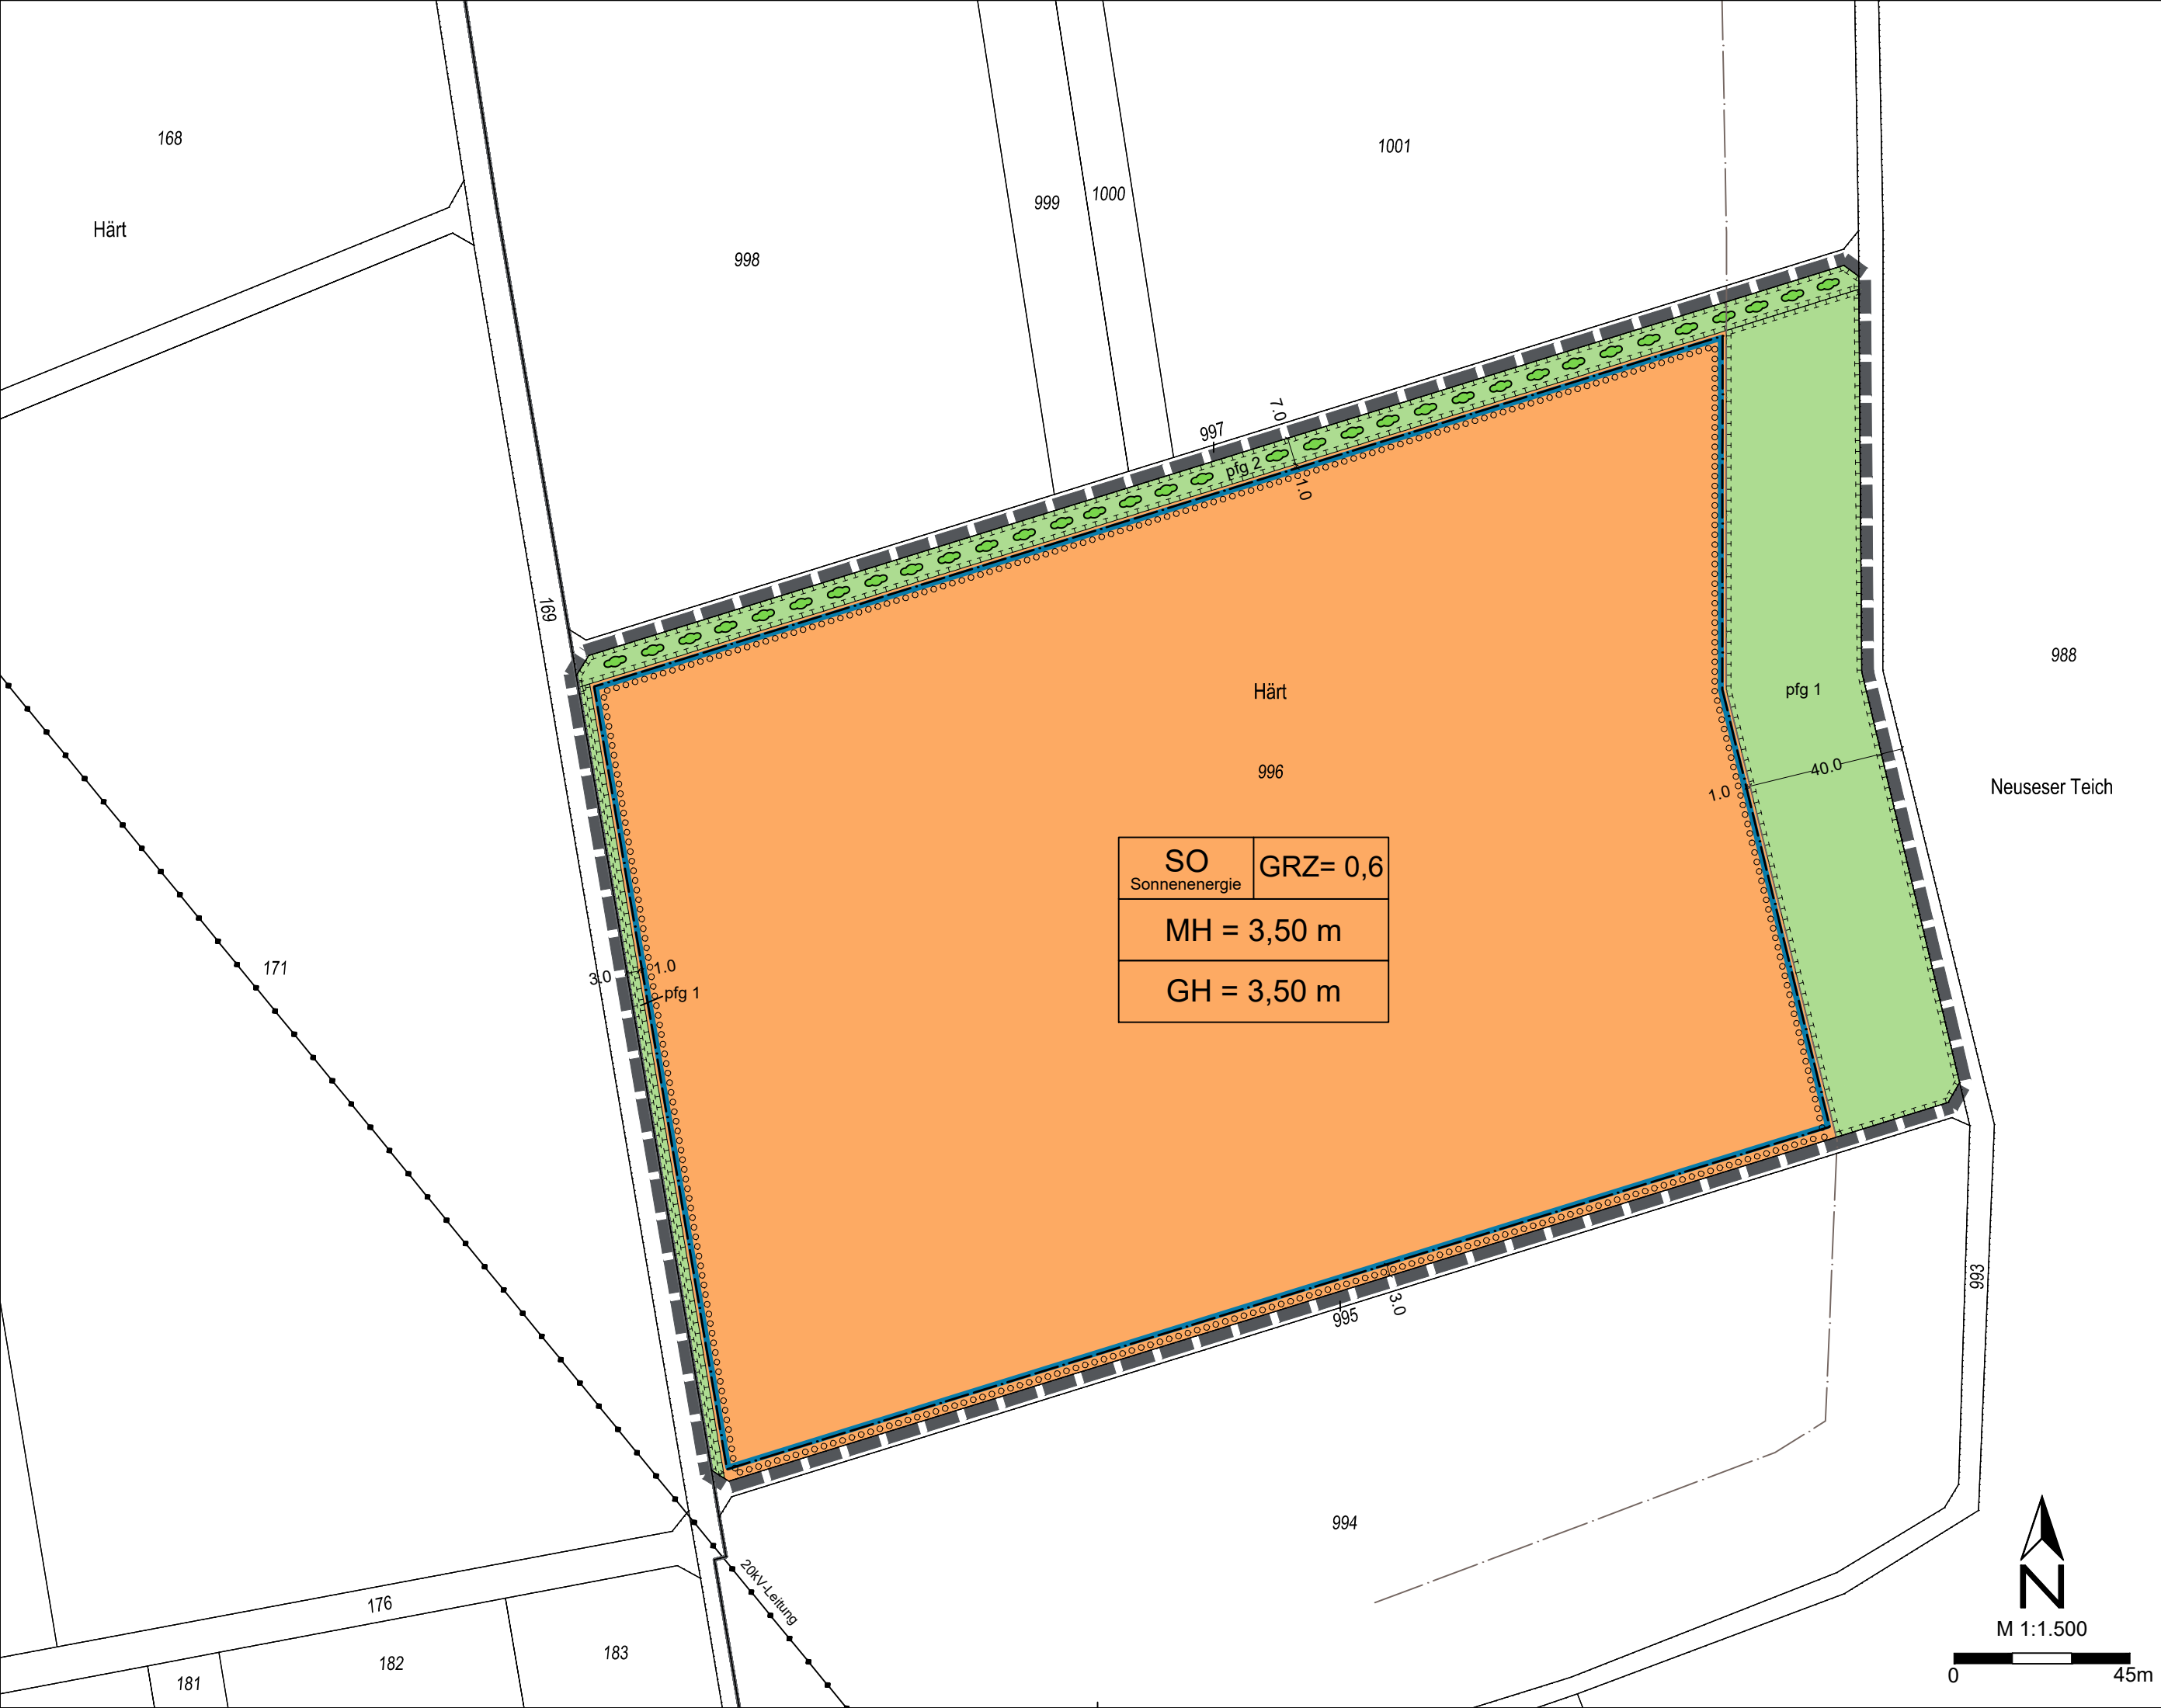 168
Härt
998
999
1000
1001
997
7.0
pfg 2
1.0
169
Härt
996
988
pfg 1
40.0
1.0
Neuseser Teich
SO
Sonnenenergie
GRZ= 0,6
MH = 3,50 m
GH = 3,50 m
171
3.0
1.0
pfg 1
995
3.0
993
994
20kV-Leitung
176
181
182
183
N
M 1:1.500
0
45m